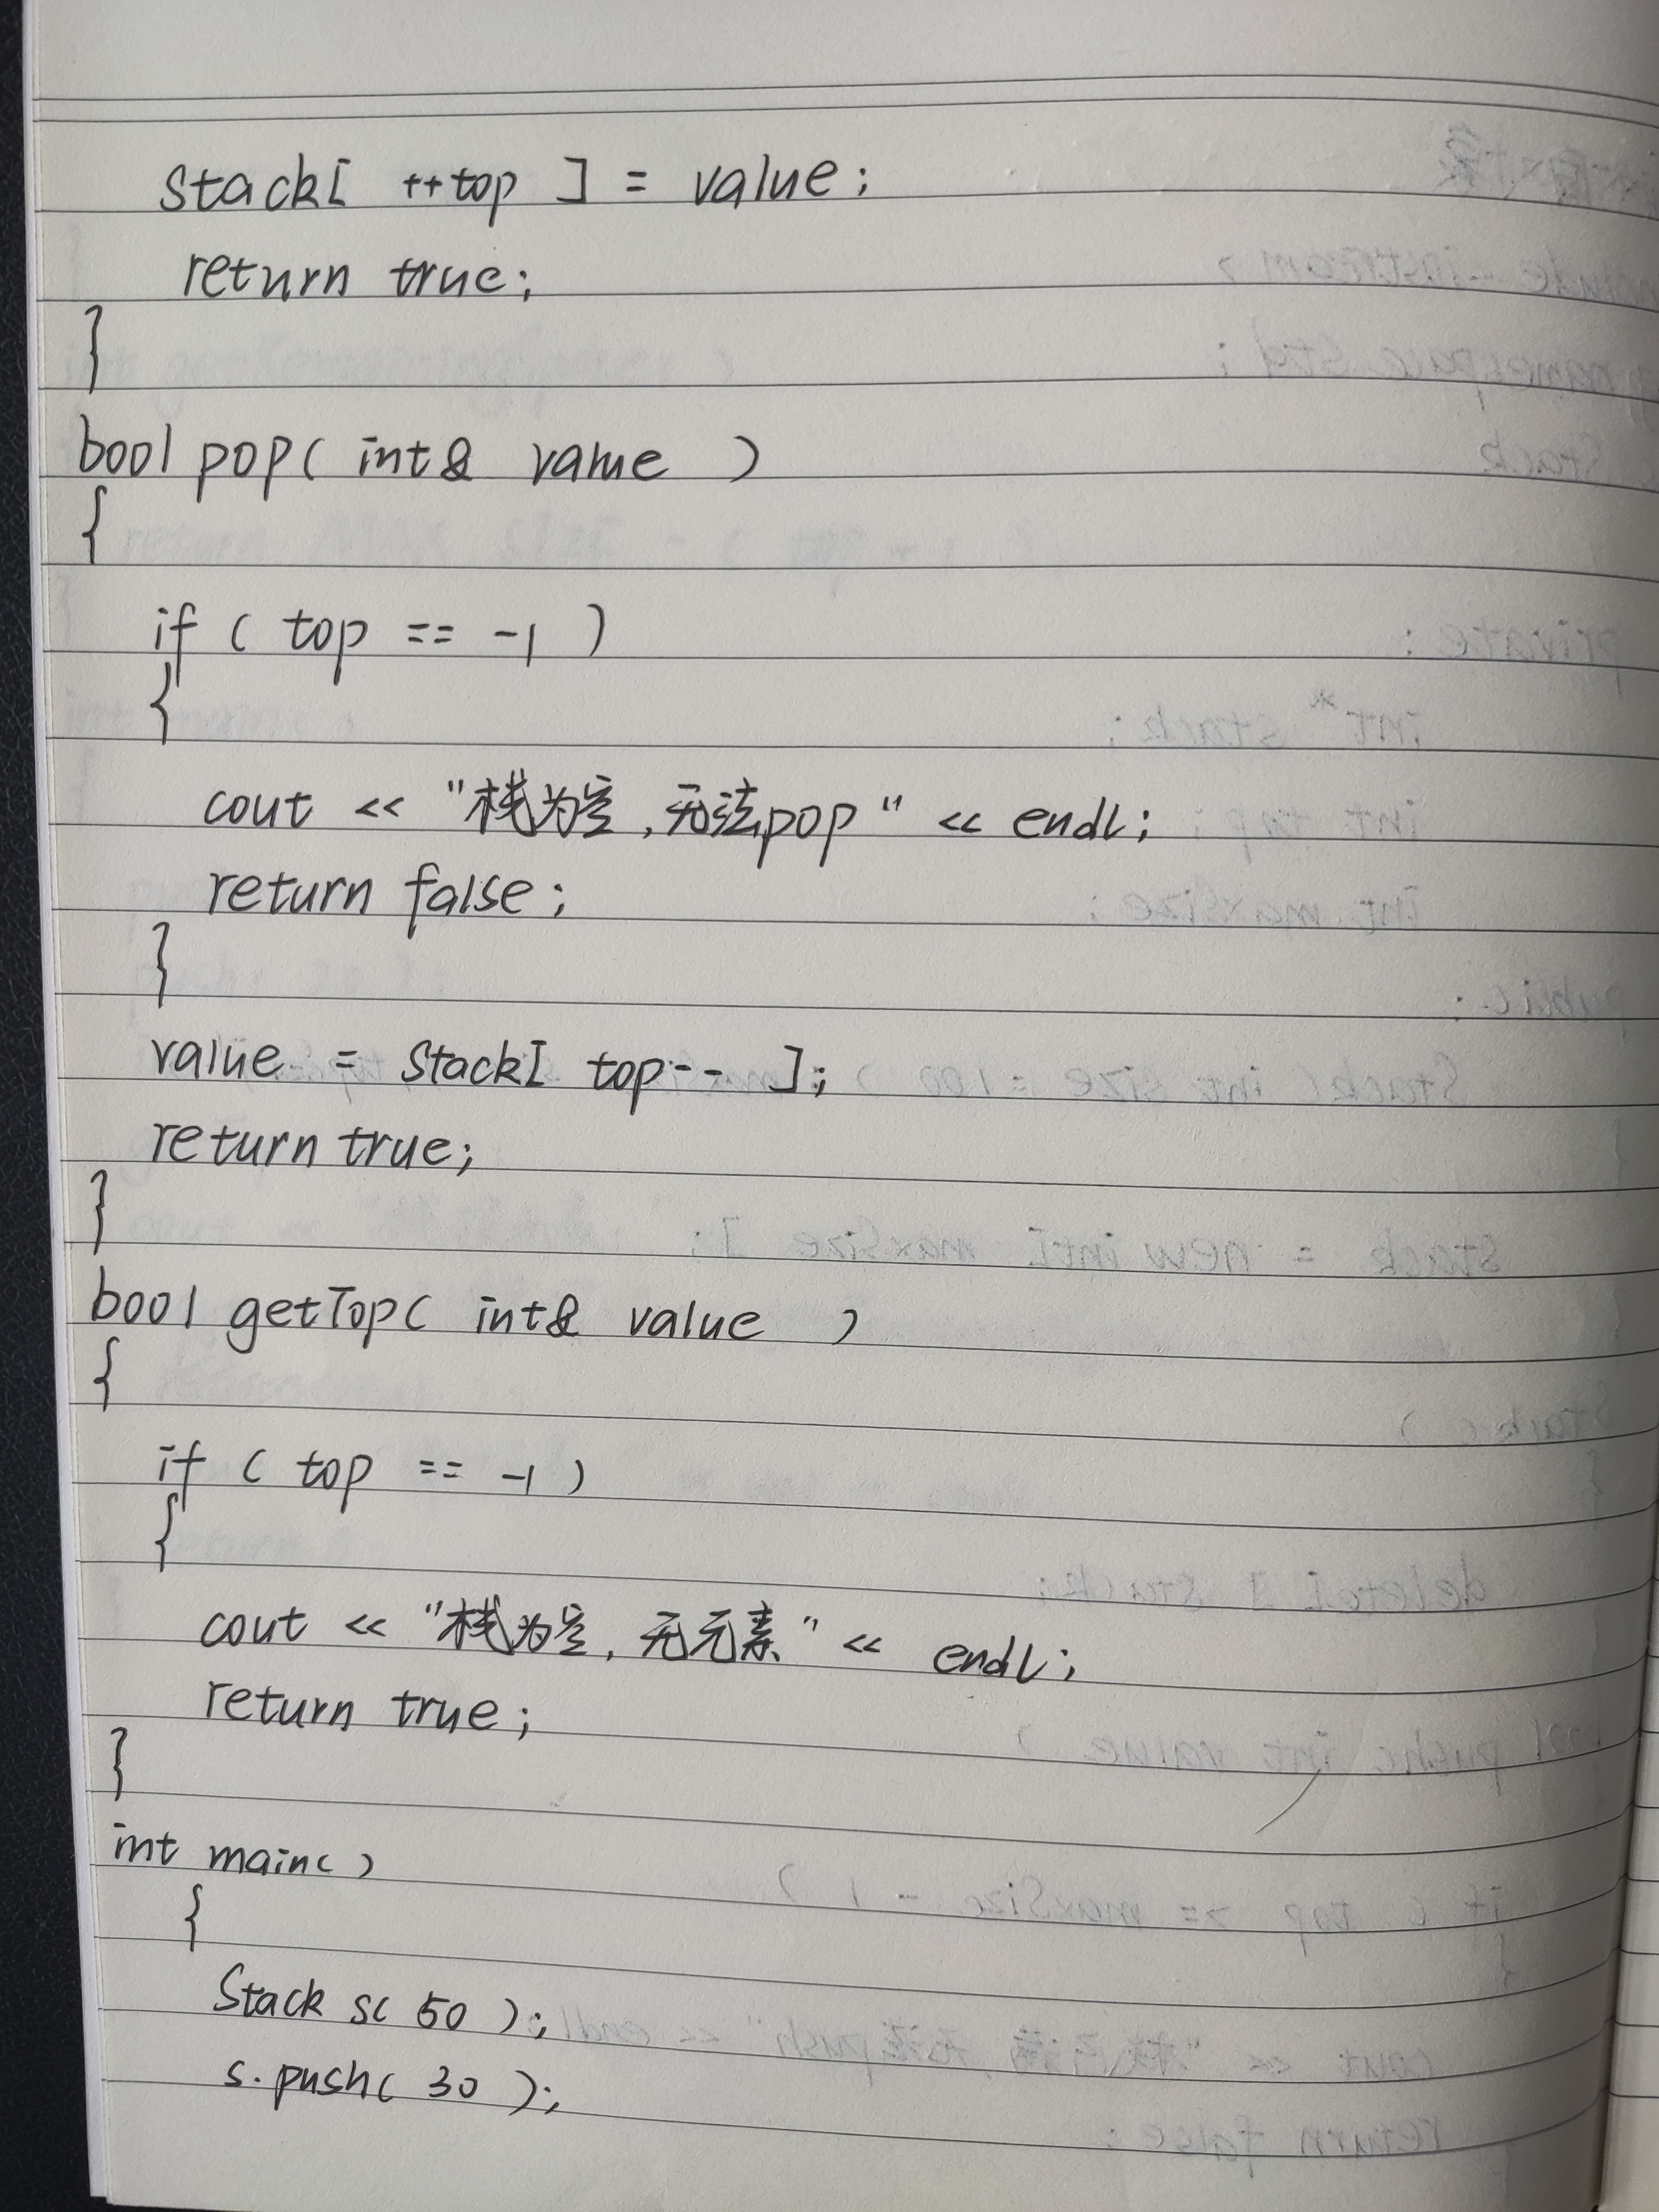 stack[ ++top ] = value;
return true;
}
bool pop( int& value )
{
if ( top == -1 )
{
cout << "栈为空,无法pop" << endl;
return false;
}
value = stack[ top-- ];
return true;
}
bool getTop( int& value )
{
if ( top == -1 )
{
cout << "栈为空,无元素" << endl;
return true;
}
int main( )
{
Stack s( 50 );
s.push( 30 );